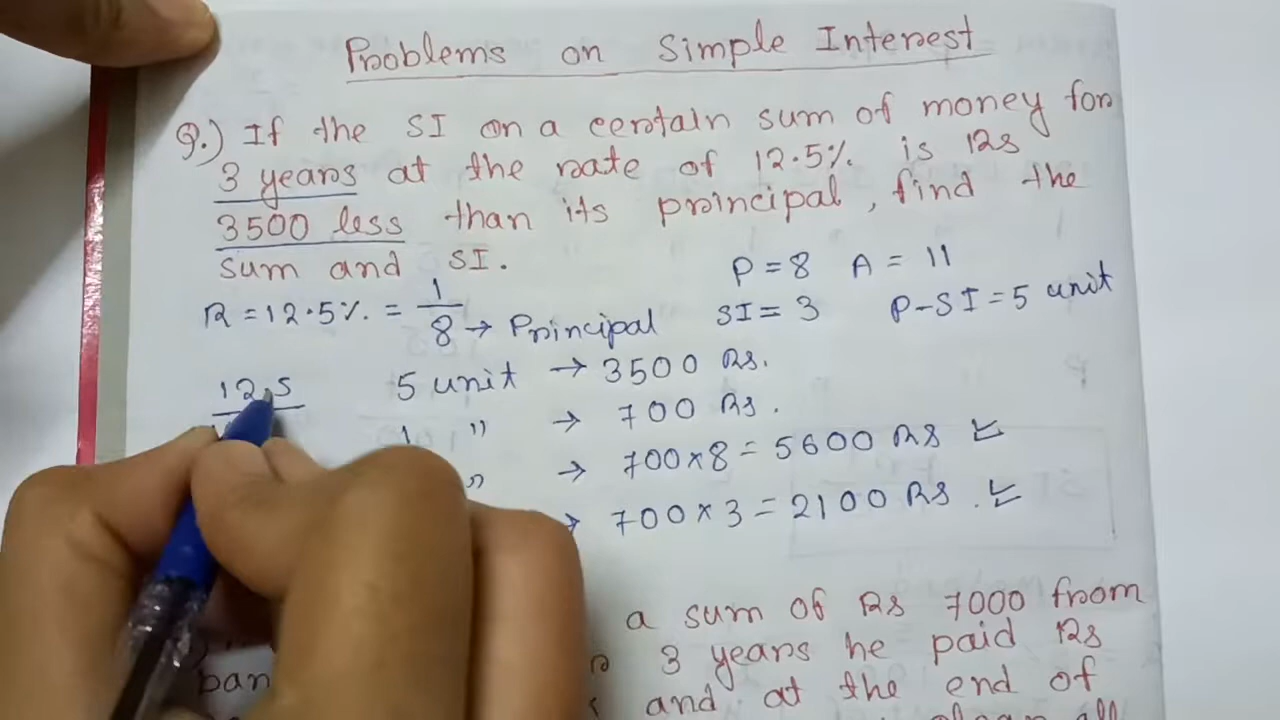 Problems on Simple Interest
Q.) If the SI on a certain sum of money for
3 years at the rate of 12.5% is Rs
3500 less than its principal, find the
sum and SI.
P = 8 A = 11
R = 12.5% = 1/8 → Principal SI = 3 P-SI = 5 unit
12.5 5 unit → 3500 Rs.
1 " → 700 Rs.
" → 700×8 = 5600 Rs
→ 700×3 = 2100 Rs.
a sum of Rs 7000 from
3 years he paid Rs
ban and at the end of